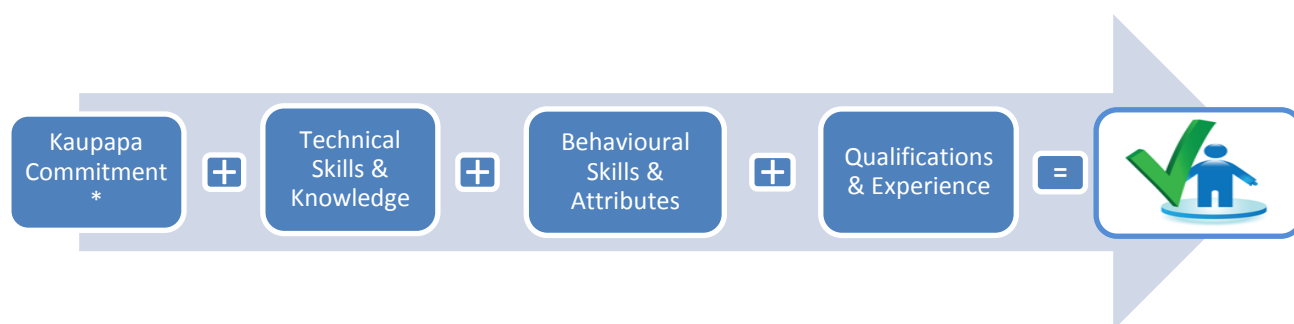 Kaupapa
Commitment
*
+
Technical
Skills &
Knowledge
+
Behavioural
Skills &
Attributes
+
Qualifications
& Experience
=